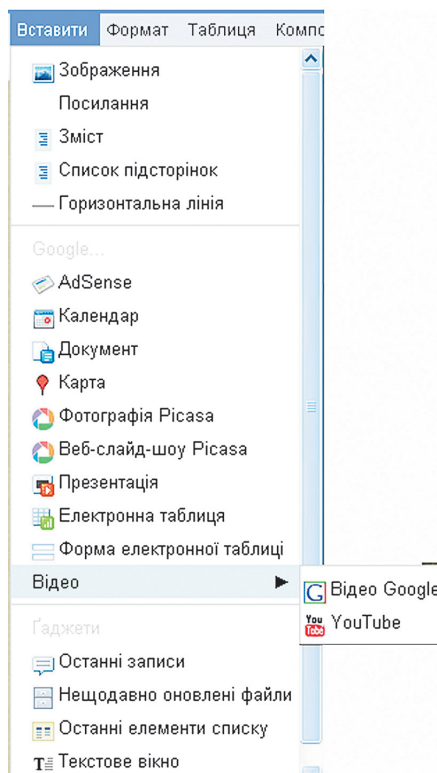 Вставити Формат Таблиця Компо
Зображення
Посилання
Зміст
Список підсторінок
Горизонтальна лінія
Google...
AdSense
Календар
Документ
Карта
Фотографія Picasa
Веб-слайд-шоу Picasa
Презентація
Електронна таблиця
Форма електронної таблиці
Відео
Відео Google
YouTube
Ґаджети
Останні записи
Нещодавно оновлені файли
Останні елементи списку
Текстове вікно